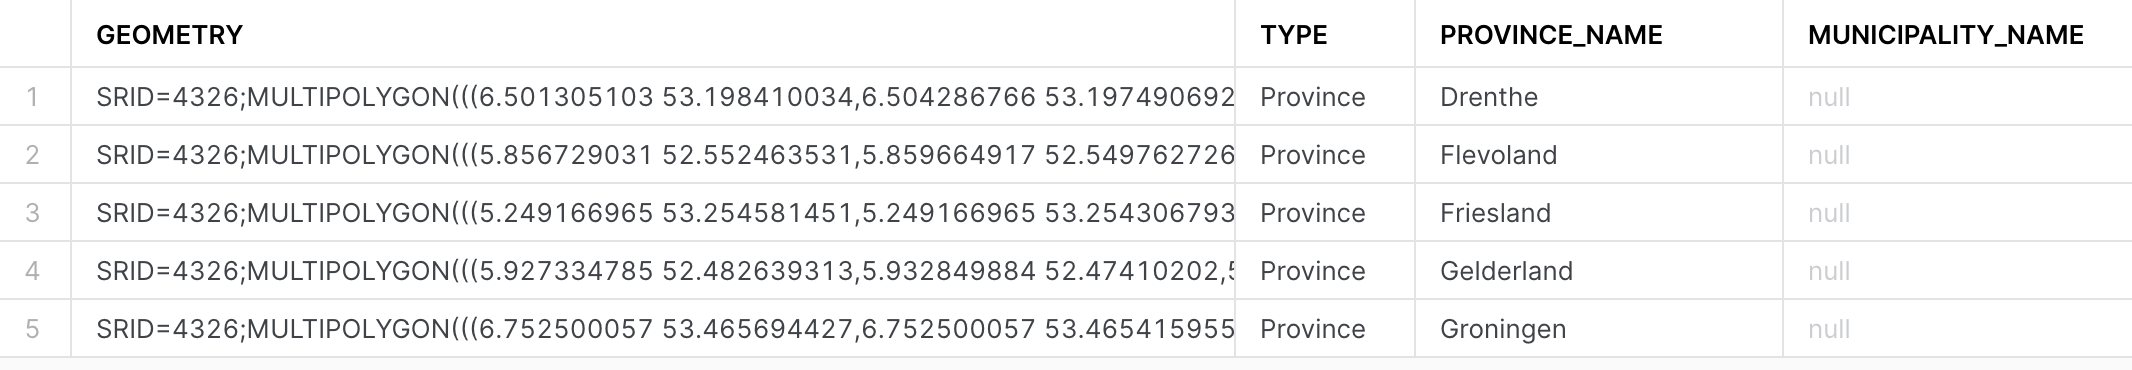 GEOMETRY TYPE PROVINCE_NAME MUNICIPALITY_NAME
1 SRID=4326;MULTIPOLYGON(((6.501305103 53.198410034,6.504286766 53.197490692 Province Drenthe null
2 SRID=4326;MULTIPOLYGON(((5.856729031 52.552463531,5.859664917 52.549762726 Province Flevoland null
3 SRID=4326;MULTIPOLYGON(((5.249166965 53.254581451,5.249166965 53.254306793 Province Friesland null
4 SRID=4326;MULTIPOLYGON(((5.927334785 52.482639313,5.932849884 52.47410202,5 Province Gelderland null
5 SRID=4326;MULTIPOLYGON(((6.752500057 53.465694427,6.752500057 53.465415955 Province Groningen null